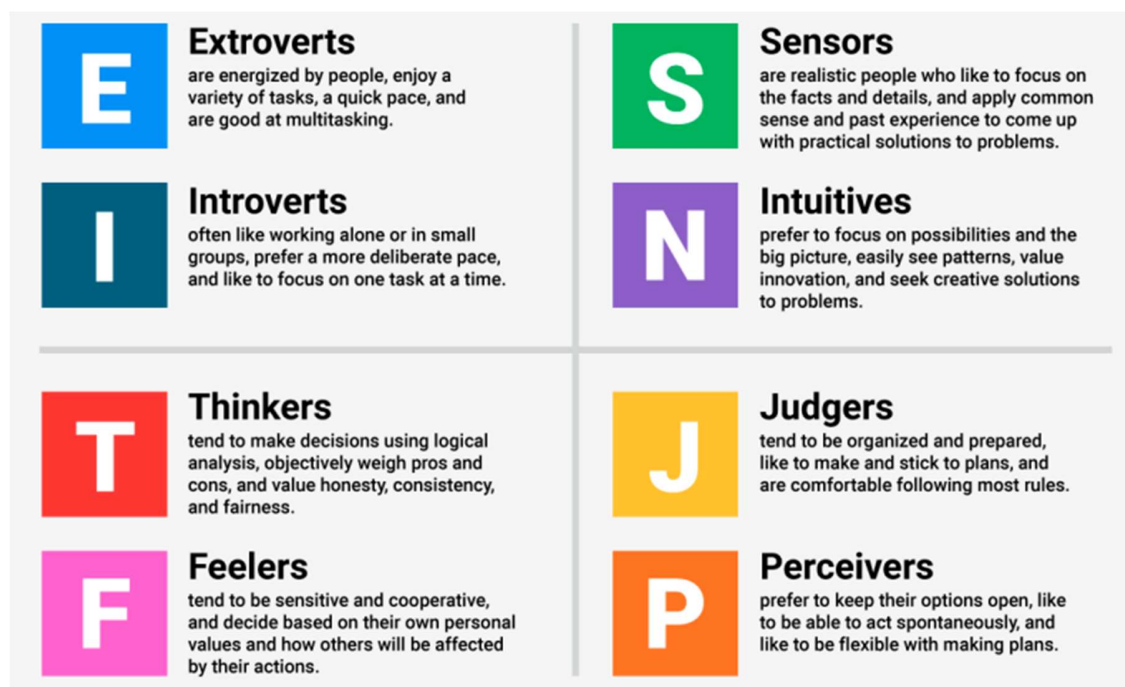 E
Extroverts
are energized by people, enjoy a
variety of tasks, a quick pace, and
are good at multitasking.
I
Introverts
often like working alone or in small
groups, prefer a more deliberate pace,
and like to focus on one task at a time.
S
Sensors
are realistic people who like to focus on
the facts and details, and apply common
sense and past experience to come up
with practical solutions to problems.
N
Intuitives
prefer to focus on possibilities and the
big picture, easily see patterns, value
innovation, and seek creative solutions
to problems.
T
Thinkers
tend to make decisions using logical
analysis, objectively weigh pros and
cons, and value honesty, consistency,
and fairness.
F
Feelers
tend to be sensitive and cooperative,
and decide based on their own personal
values and how others will be affected
by their actions.
J
Judgers
tend to be organized and prepared,
like to make and stick to plans, and
are comfortable following most rules.
P
Perceivers
prefer to keep their options open, like
to be able to act spontaneously, and
like to be flexible with making plans.